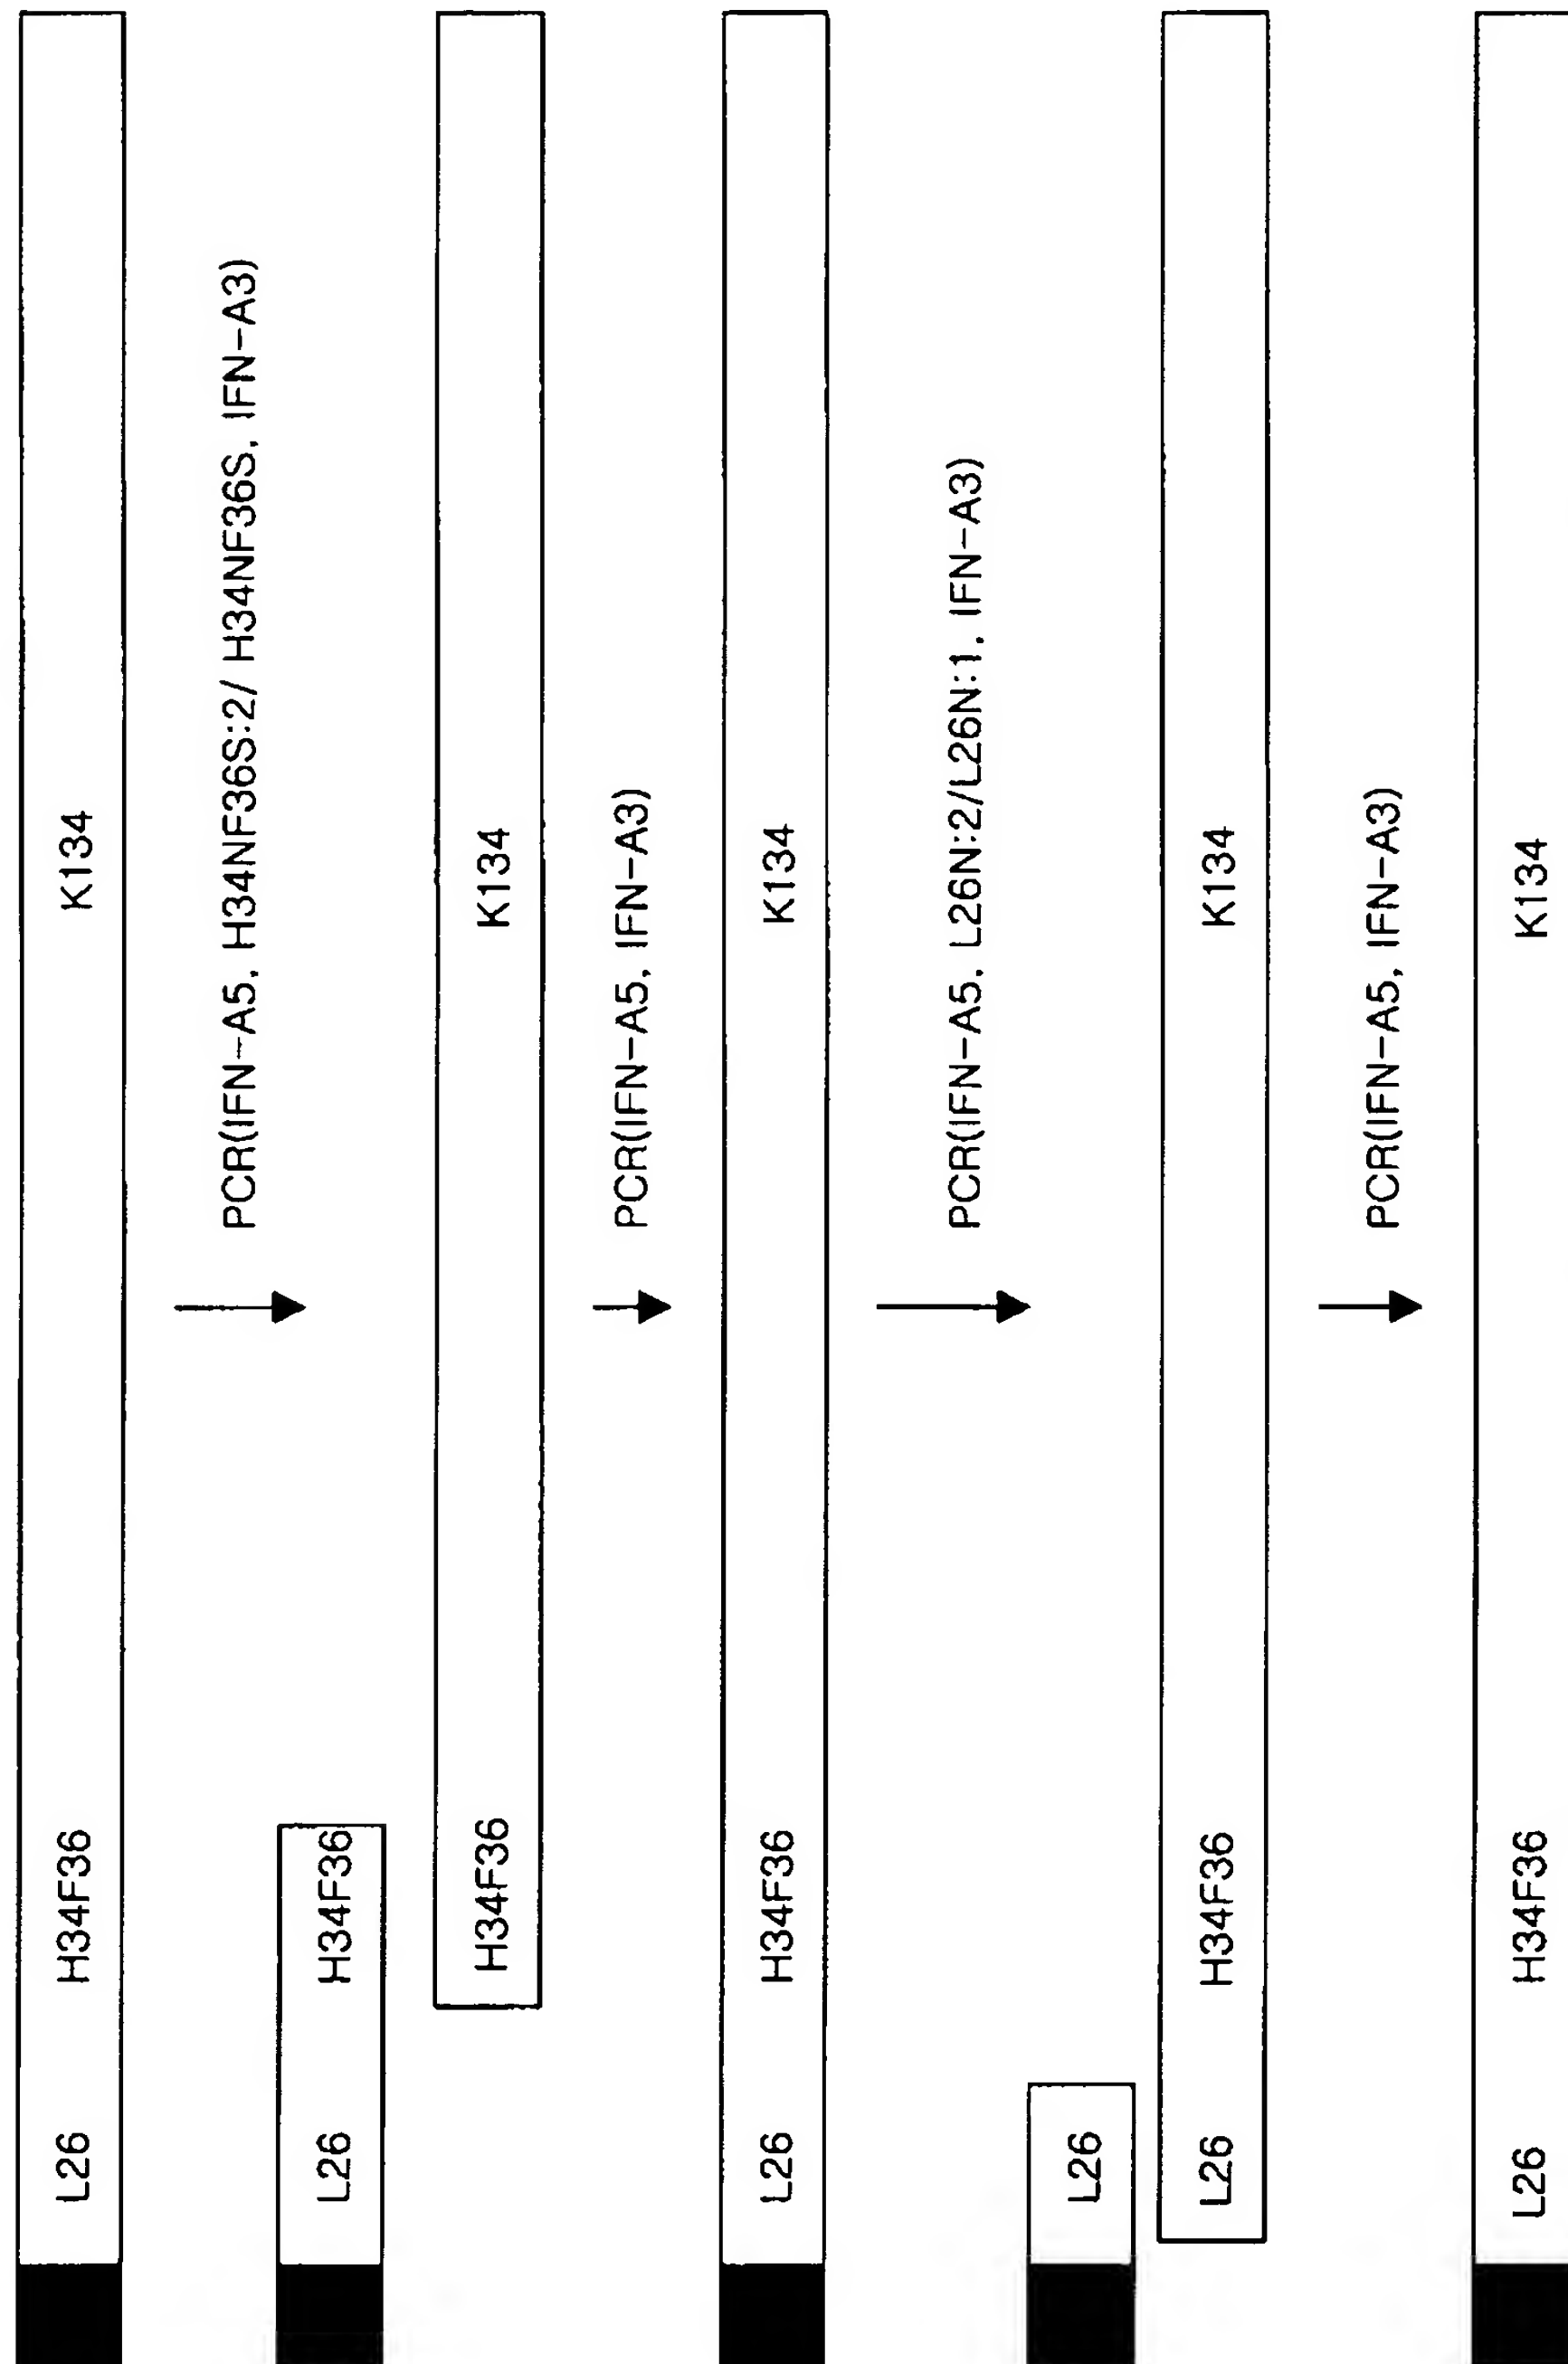 L26 H34F36 K134
PCR(IFN-A5, H34NF36S:2/ H34NF36S, IFN-A3)
L26 H34F36
H34F36 K134
PCR(IFN-A5, IFN-A3)
L26 H34F36 K134
PCR(IFN-A5, L26N:2/L26N:1, IFN-A3)
L26
L26 H34F36 K134
PCR(IFN-A5, IFN-A3)
L26 H34F36 K134